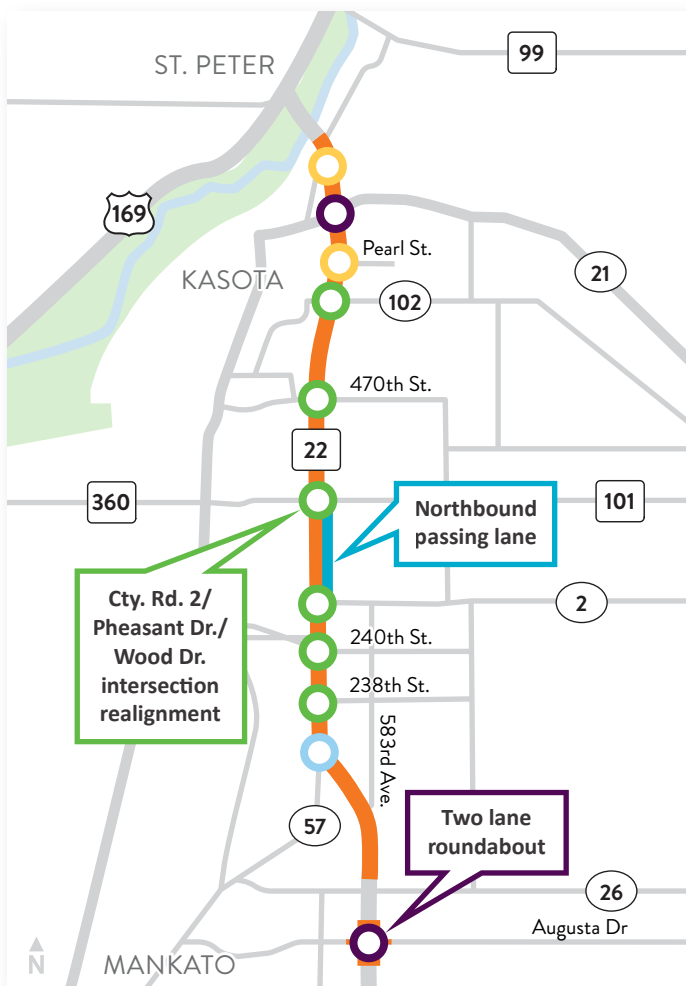 99
ST. PETER
169
Pearl St.
21
KASOTA
102
470th St.
22
360
101
Northbound
passing lane
Cty. Rd. 2/
Pheasant Dr./
Wood Dr.
intersection
realignment
2
240th St.
238th St.
583rd Ave.
57
Two lane
roundabout
26
Augusta Dr
N
MANKATO